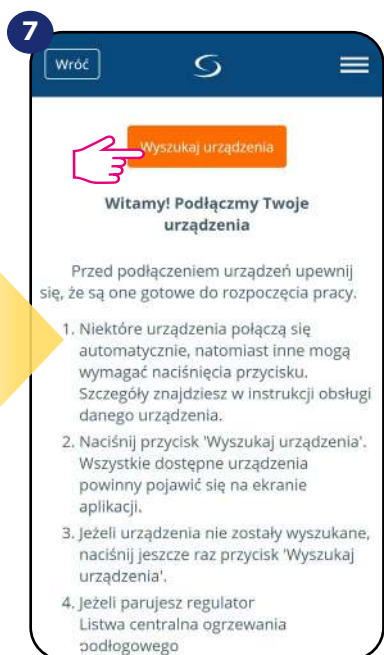 7
Wróć
Wyszukaj urządzenia
Witamy! Podłączmy Twoje
urządzenia
Przed podłączeniem urządzeń upewnij
się, że są one gotowe do rozpoczęcia pracy.
1. Niektóre urządzenia połączą się
automatycznie, natomiast inne mogą
wymagać naciśnięcia przycisku.
Szczegóły znajdziesz w instrukcji obsługi
danego urządzenia.
2. Naciśnij przycisk 'Wyszukaj urządzenia'.
Wszystkie dostępne urządzenia
powinny pojawić się na ekranie
aplikacji.
3. Jeżeli urządzenia nie zostały wyszukane,
naciśnij jeszcze raz przycisk 'Wyszukaj
urządzenia'.
4. Jeżeli parujesz regulator
Listwa centralna ogrzewania
podłogowego